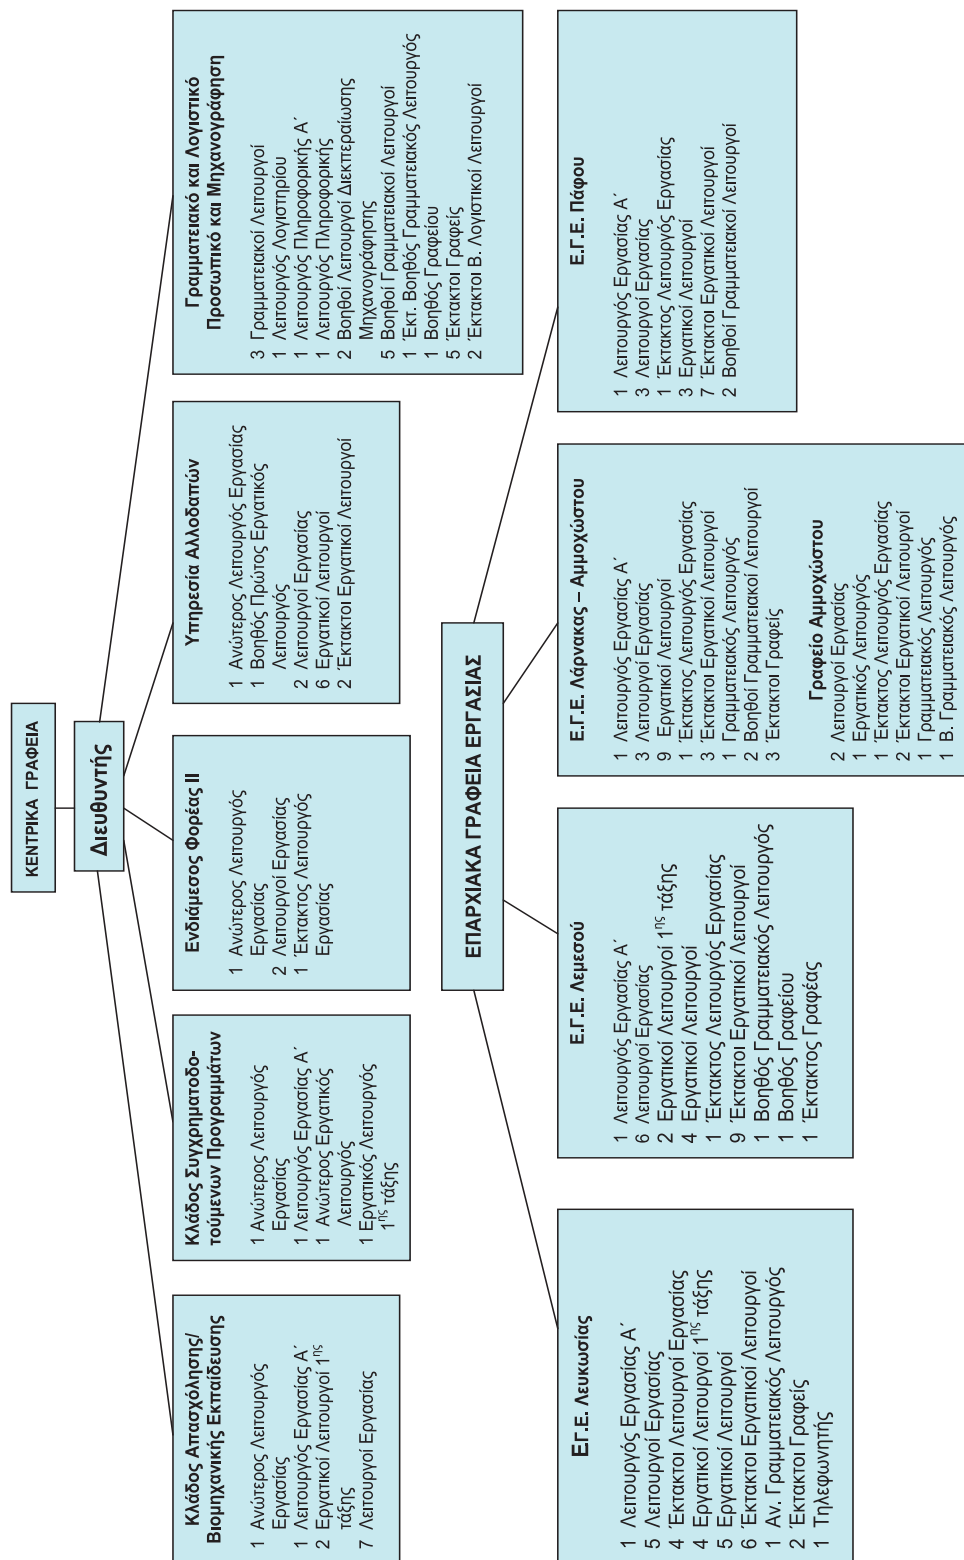 ΚΕΝΤΡΙΚΑ ΓΡΑΦΕΙΑ
Διευθυντής
Κλάδος Απασχόλησης/
Βιομηχανικής Εκπαίδευσης
1 Ανώτερος Λειτουργός
Εργασίας
1 Λειτουργός Εργασίας Α΄
2 Εργατικοί Λειτουργοί 1ης
τάξης
7 Λειτουργοί Εργασίας
Κλάδος Συγχρηματοδο-
τούμενων Προγραμμάτων
1 Ανώτερος Λειτουργός
Εργασίας
1 Λειτουργός Εργασίας Α΄
1 Ανώτερος Εργατικός
Λειτουργός
1 Εργατικός Λειτουργός
1ης τάξης
Ενδιάμεσος Φορέας ΙΙ
1 Ανώτερος Λειτουργός
Εργασίας
2 Λειτουργοί Εργασίας
1 Έκτακτος Λειτουργός
Εργασίας
Υπηρεσία Αλλοδαπών
1 Ανώτερος Λειτουργός Εργασίας
1 Βοηθός Πρώτος Εργατικός
Λειτουργός
2 Λειτουργοί Εργασίας
6 Εργατικοί Λειτουργοί
2 Έκτακτοι Εργατικοί Λειτουργοί
Γραμματειακό και Λογιστικό
Προσωπικό και Μηχανογράφηση
3 Γραμματειακοί Λειτουργοί
1 Λειτουργός Λογιστηρίου
1 Λειτουργός Πληροφορικής Α΄
1 Λειτουργός Πληροφορικής
2 Βοηθοί Λειτουργοί Διεκπεραίωσης
Μηχανογράφησης
5 Βοηθοί Γραμματειακοί Λειτουργοί
1 Έκτ. Βοηθός Γραμματειακός Λειτουργός
1 Βοηθός Γραφείου
5 Έκτακτοι Γραφείς
2 Έκτακτοι Β. Λογιστικοί Λειτουργοί
ΕΠΑΡΧΙΑΚΑ ΓΡΑΦΕΙΑ ΕΡΓΑΣΙΑΣ
Εγ.Ε. Λευκωσίας
1 Λειτουργός Εργασίας Α΄
5 Λειτουργοί Εργασίας
4 Έκτακτοι Λειτουργοί Εργασίας
4 Εργατικοί Λειτουργοί 1ης τάξης
5 Εργατικοί Λειτουργοί
6 Έκτακτοι Εργατικοί Λειτουργοί
1 Αν. Γραμματειακός Λειτουργός
2 Έκτακτοι Γραφείς
1 Τηλεφωνητής
Ε.Γ.Ε. Λεμεσού
1 Λειτουργός Εργασίας Α΄
6 Λειτουργοί Εργασίας
2 Εργατικοί Λειτουργοί 1ης τάξης
4 Εργατικοί Λειτουργοί
1 Έκτακτος Λειτουργός Εργασίας
9 Έκτακτοι Εργατικοί Λειτουργοί
1 Βοηθός Γραμματειακός Λειτουργός
1 Βοηθός Γραφείου
1 Έκτακτος Γραφέας
Ε.Γ.Ε. Λάρνακας – Αμμοχώστου
1 Λειτουργός Εργασίας Α΄
3 Λειτουργοί Εργασίας
9 Εργατικοί Λειτουργοί
1 Έκτακτος Λειτουργός Εργασίας
3 Έκτακτοι Εργατικοί Λειτουργοί
1 Γραμματειακός Λειτουργός
2 Βοηθοί Γραμματειακοί Λειτουργοί
3 Έκτακτοι Γραφείς
Γραφείο Αμμοχώστου
2 Λειτουργοί Εργασίας
1 Εργατικός Λειτουργός
1 Έκτακτος Λειτουργός Εργασίας
2 Έκτακτοι Εργατικοί Λειτουργοί
1 Γραμματειακός Λειτουργός
1 Β. Γραμματειακός Λειτουργός
Ε.Γ.Ε. Πάφου
1 Λειτουργός Εργασίας Α΄
3 Λειτουργοί Εργασίας
1 Έκτακτος Λειτουργός Εργασίας
3 Εργατικοί Λειτουργοί
7 Έκτακτοι Εργατικοί Λειτουργοί
2 Βοηθοί Γραμματειακοί Λειτουργοί